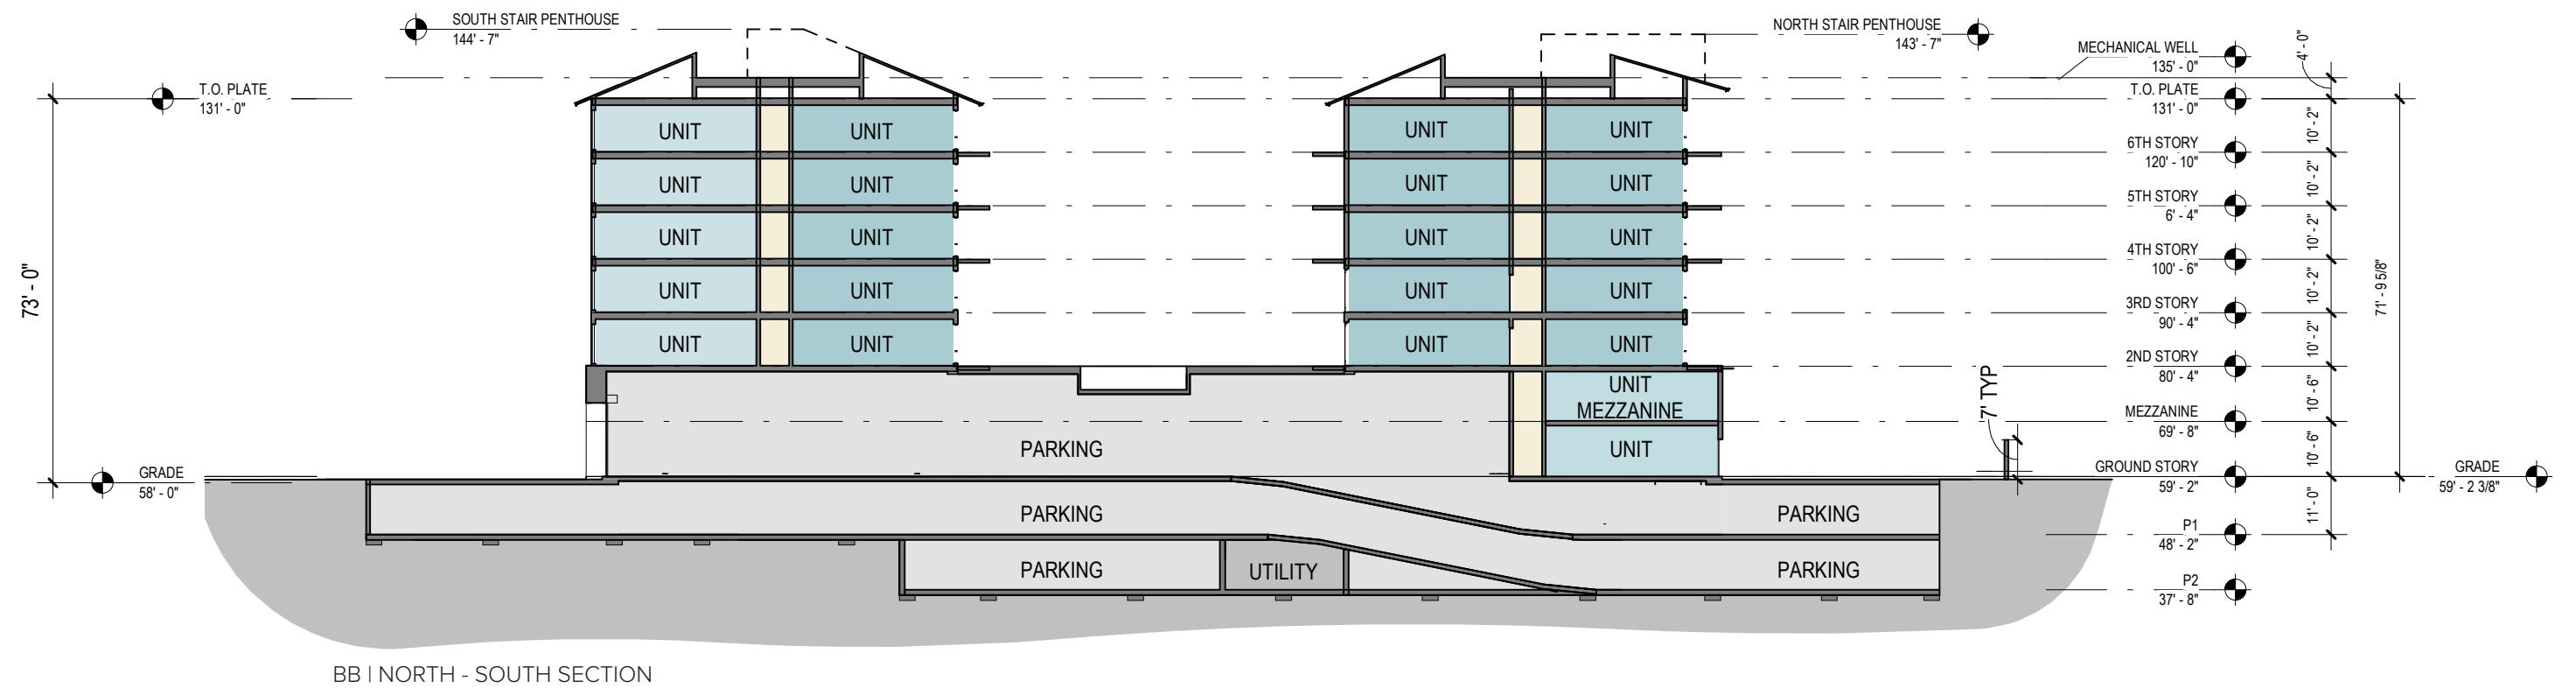 SOUTH STAIR PENTHOUSE
144' - 7"
NORTH STAIR PENTHOUSE
143' - 7"
MECHANICAL WELL
135' - 0"
4' - 0"
T.O. PLATE
131' - 0"
T.O. PLATE
131' - 0"
UNIT UNIT UNIT UNIT
10' - 2"
6TH STORY
120' - 10"
UNIT UNIT UNIT UNIT
10' - 2"
5TH STORY
6' - 4"
UNIT UNIT UNIT UNIT
10' - 2"
4TH STORY
100' - 6"
73' - 0"
UNIT UNIT UNIT UNIT
10' - 2"
71' - 9 5/8"
3RD STORY
90' - 4"
UNIT UNIT UNIT UNIT
10' - 2"
2ND STORY
80' - 4"
UNIT
MEZZANINE
7' TYP
10' - 6"
MEZZANINE
69' - 8"
PARKING
UNIT
10' - 6"
GRADE
58' - 0"
GROUND STORY
59' - 2"
GRADE
59' - 2 3/8"
PARKING
PARKING
11' - 0"
P1
48' - 2"
PARKING
UTILITY
PARKING
P2
37' - 8"
BB | NORTH - SOUTH SECTION